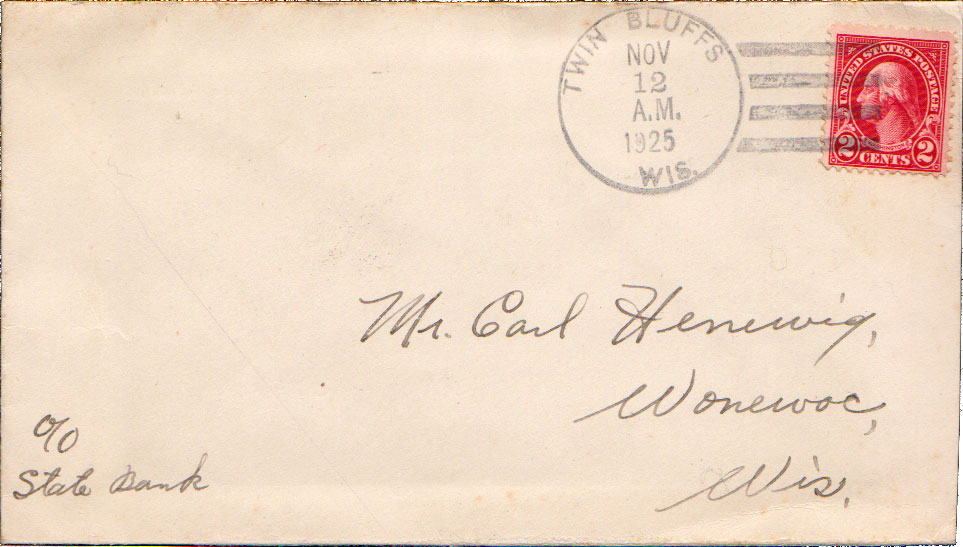 TWIN BLUFFS
NOV
12
A.M.
1925
WIS.
UNITED STATES POSTAGE
2 CENTS 2
Mr. Carl Henewig,
Wonewoc,
Wis.
c/o
State Bank